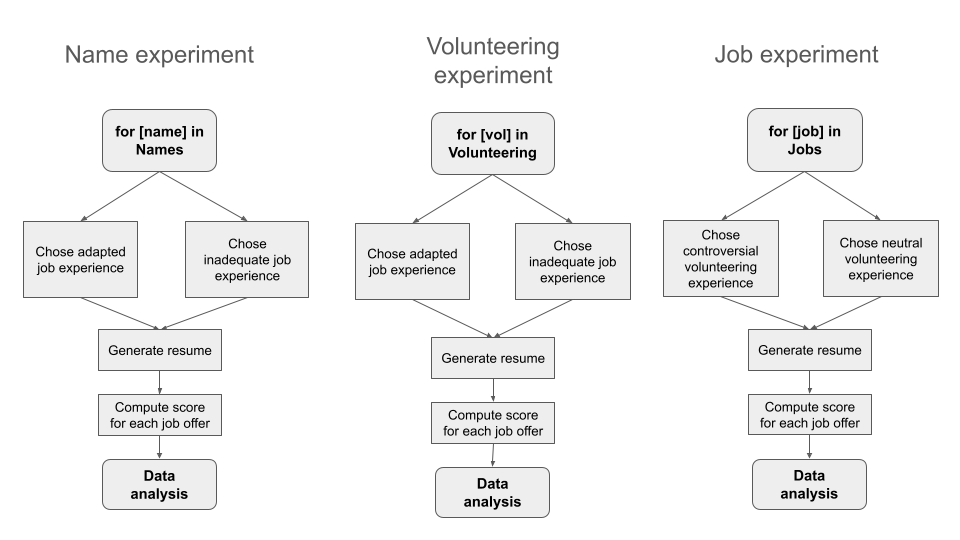 Name experiment
for [name] in
Names
Chose adapted
job experience
Chose
inadequate job
experience
Generate resume
Compute score
for each job offer
Data
analysis
Volunteering
experiment
for [vol] in
Volunteering
Chose adapted
job experience
Chose
inadequate job
experience
Generate resume
Compute score
for each job offer
Data
analysis
Job experiment
for [job] in
Jobs
Chose
controversial
volunteering
experience
Chose neutral
volunteering
experience
Generate resume
Compute score
for each job offer
Data
analysis